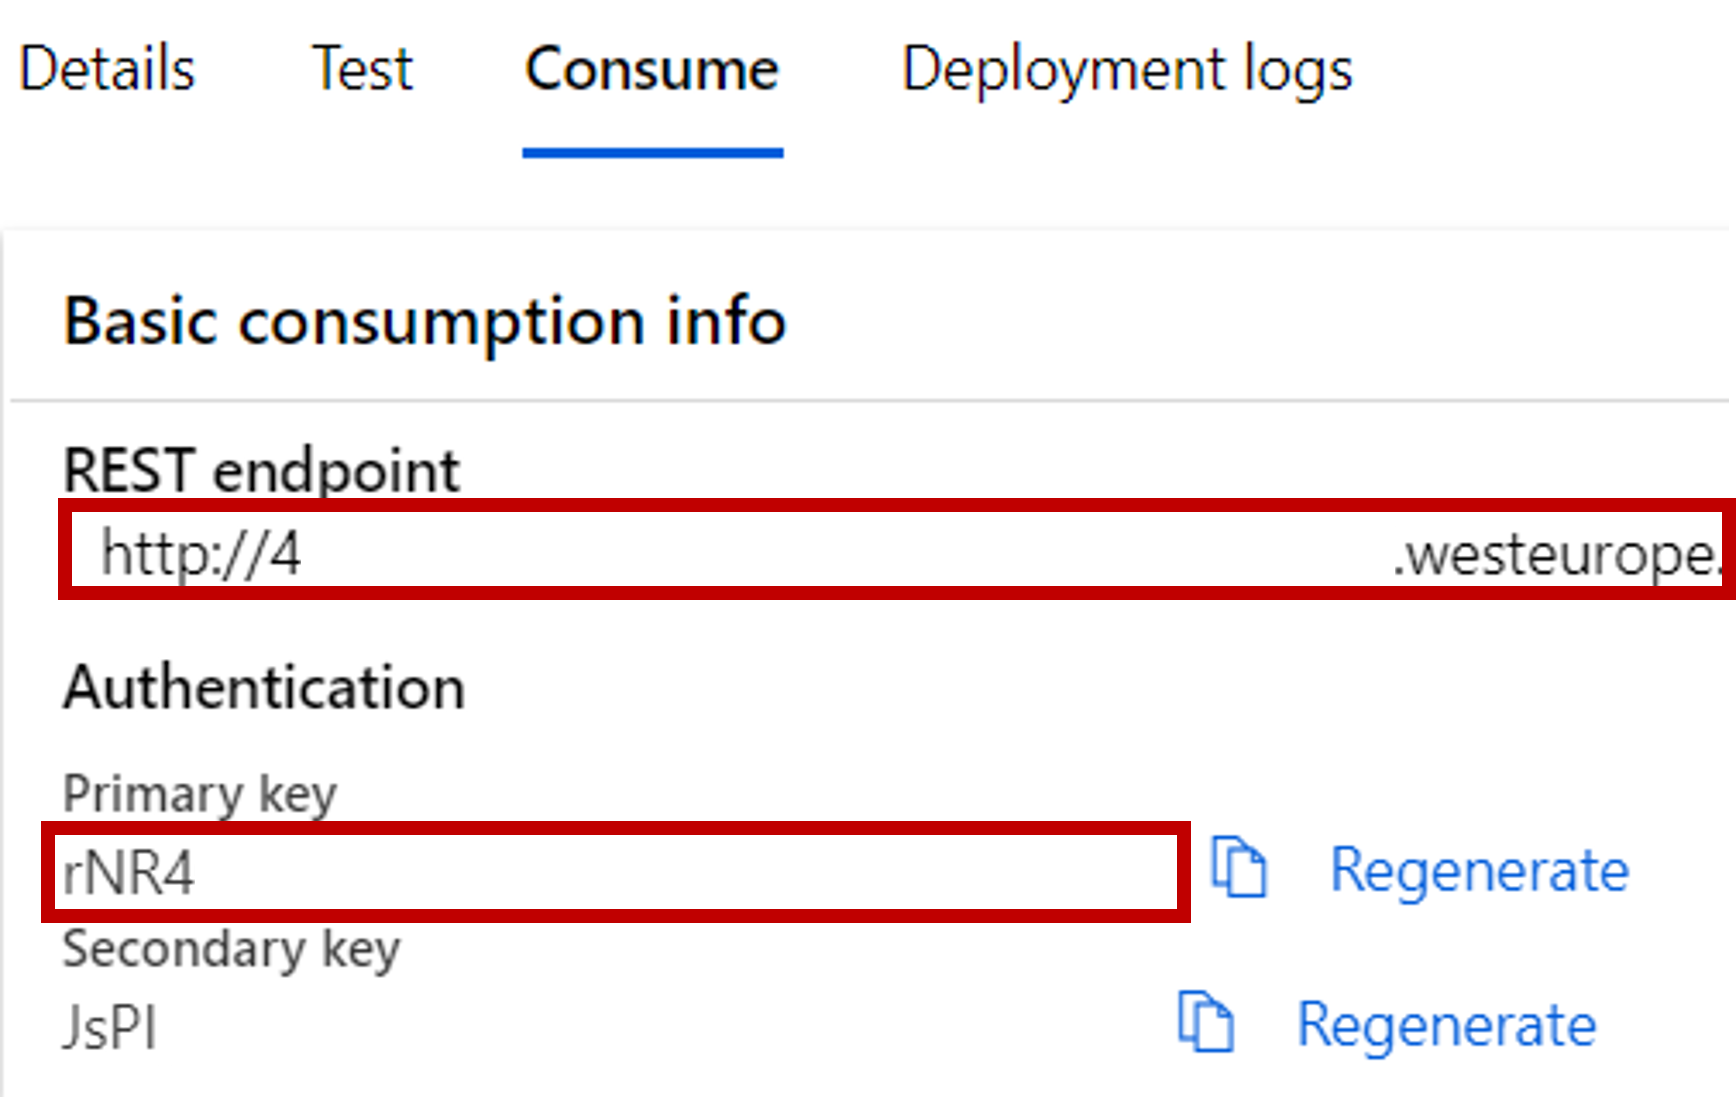 Details Test Consume Deployment logs
Basic consumption info
REST endpoint
http://4 .westeurope.
Authentication
Primary key
rNR4 Regenerate
Secondary key
JsPI Regenerate